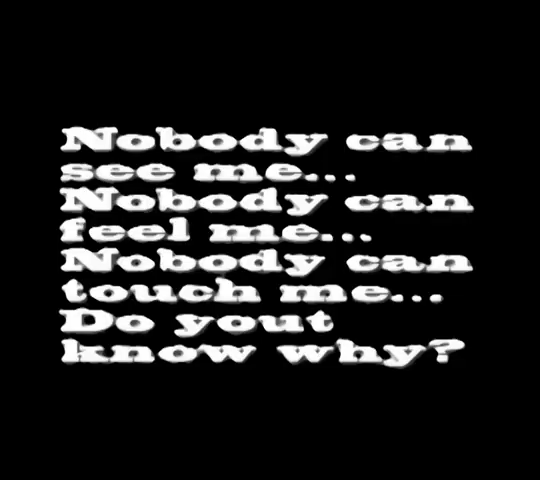 Nobody can
see me...
Nobody can
feel me...
Nobody can
touch me...
Do yout
know why?